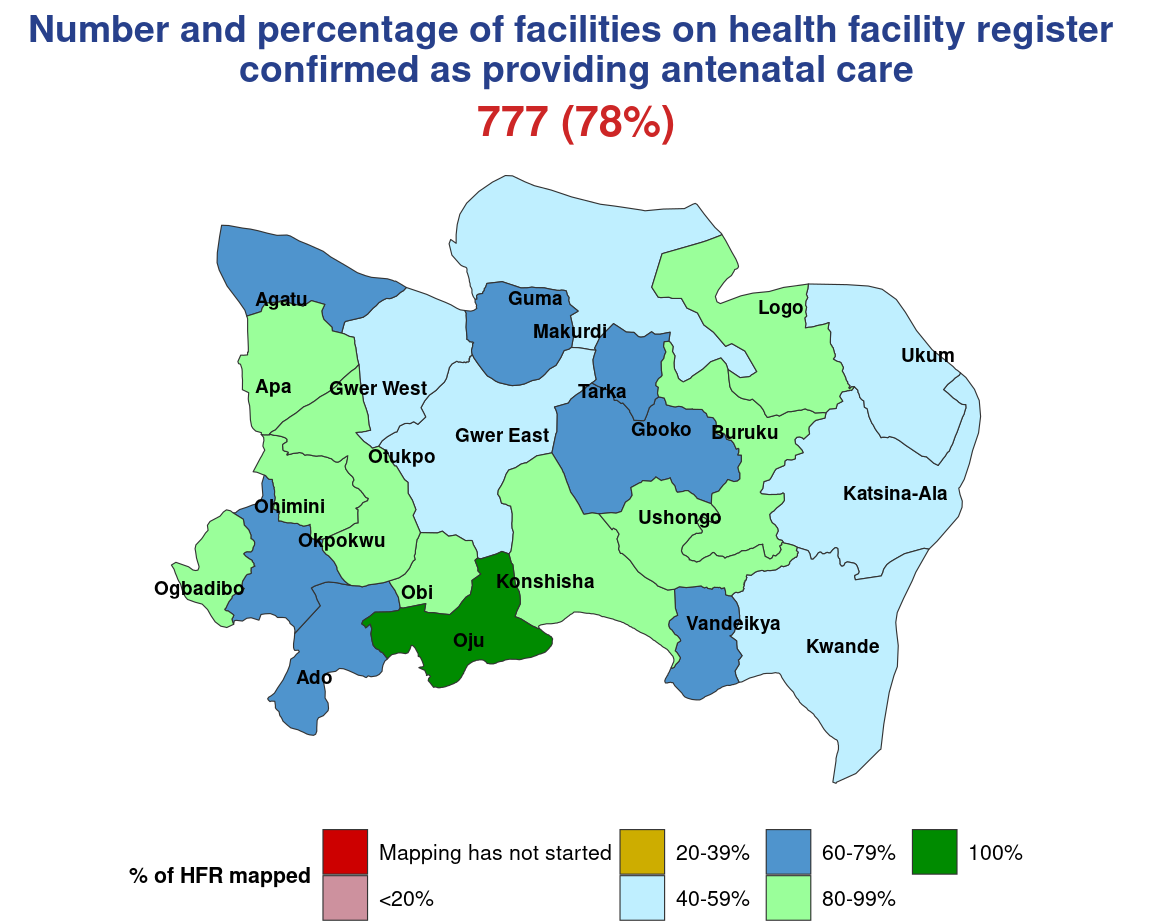 Number and percentage of facilities on health facility register
confirmed as providing antenatal care
777 (78%)
Agatu
Guma
Logo
Makurdi
Ukum
Apa
Gwer West
Tarka
Gwer East
Gboko
Buruku
Otukpo
Katsina-Ala
Ohimini
Ushongo
Okpokwu
Ogbadibo
Obi
Konshisha
Vandeikya
Oju
Kwande
Ado
% of HFR mapped
Mapping has not started
<20%
20-39%
40-59%
60-79%
80-99%
100%